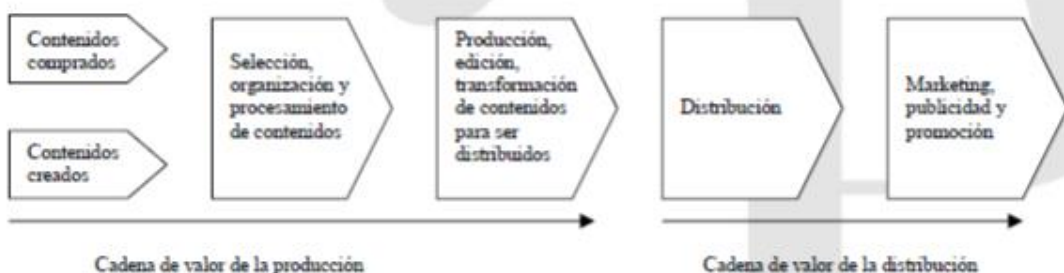 Contenidos
comprados
Contenidos
creados
Selección,
organización y
procesamiento
de contenidos
Producción,
edición,
transformación
de contenidos
para ser
distribuidos
Distribución
Marketing,
publicidad y
promoción
Cadena de valor de la producción
Cadena de valor de la distribución